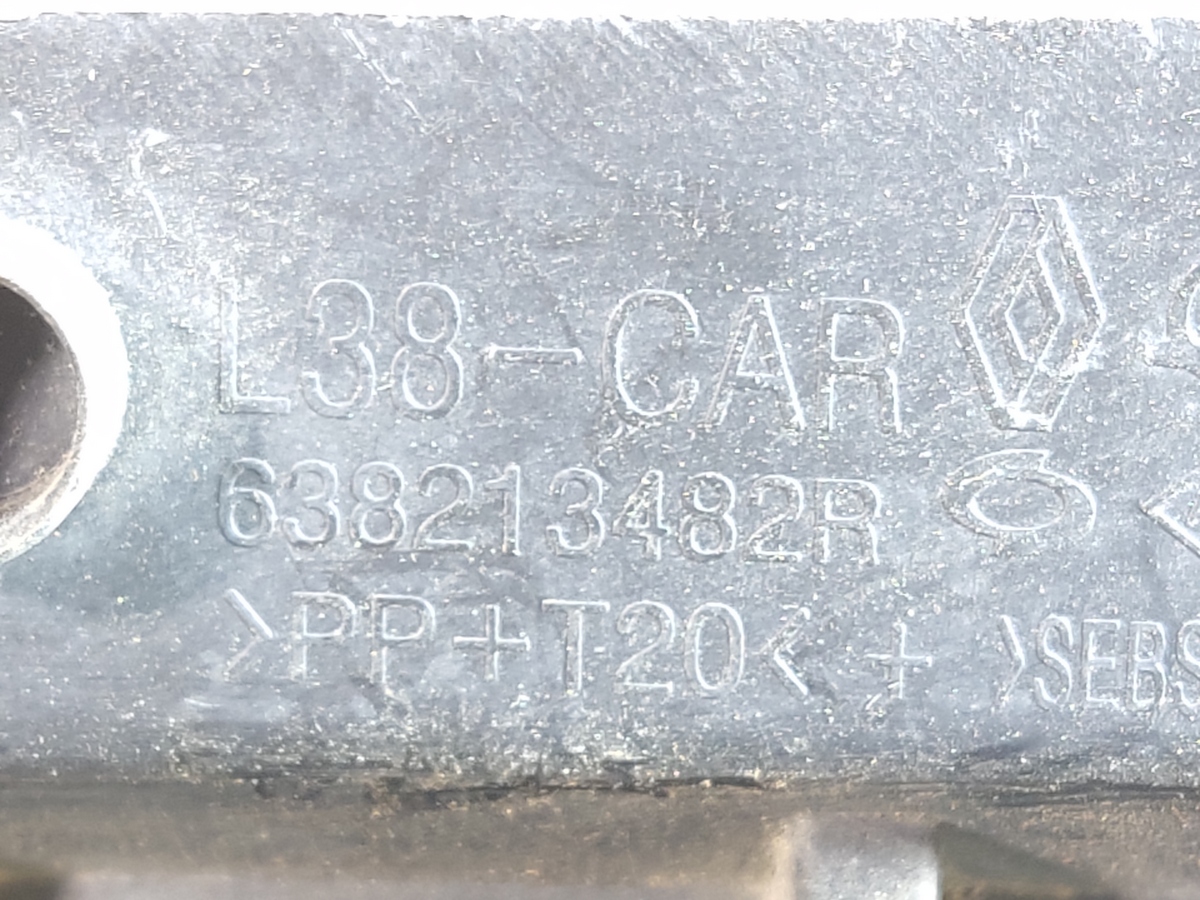 L38-CAR
638213482R
>PP+T20< + >SEBS